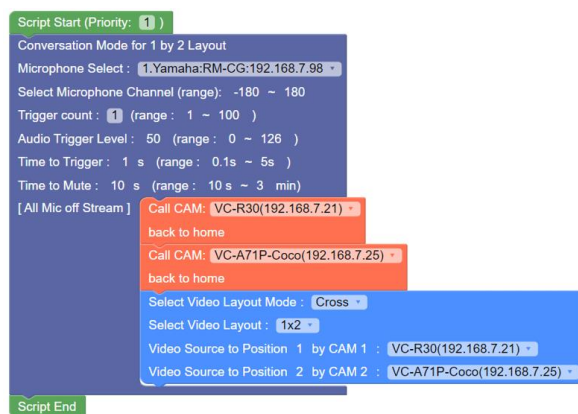 Script Start (Priority: 1 )
Conversation Mode for 1 by 2 Layout
Microphone Select : 1.Yamaha:RM-CG:192.168.7.98
Select Microphone Channel (range): -180 ~ 180
Trigger count : 1 (range : 1 ~ 100 )
Audio Trigger Level : 50 (range : 0 ~ 126 )
Time to Trigger : 1 s (range : 0.1s ~ 5s )
Time to Mute : 10 s (range : 10 s ~ 3 min)
[ All Mic off Stream ] Call CAM: VC-R30(192.168.7.21)
back to home
Call CAM: VC-A71P-Coco(192.168.7.25)
back to home
Select Video Layout Mode : Cross
Select Video Layout : 1x2
Video Source to Position 1 by CAM 1 : VC-R30(192.168.7.21)
Video Source to Position 2 by CAM 2 : VC-A71P-Coco(192.168.7.25)
Script End